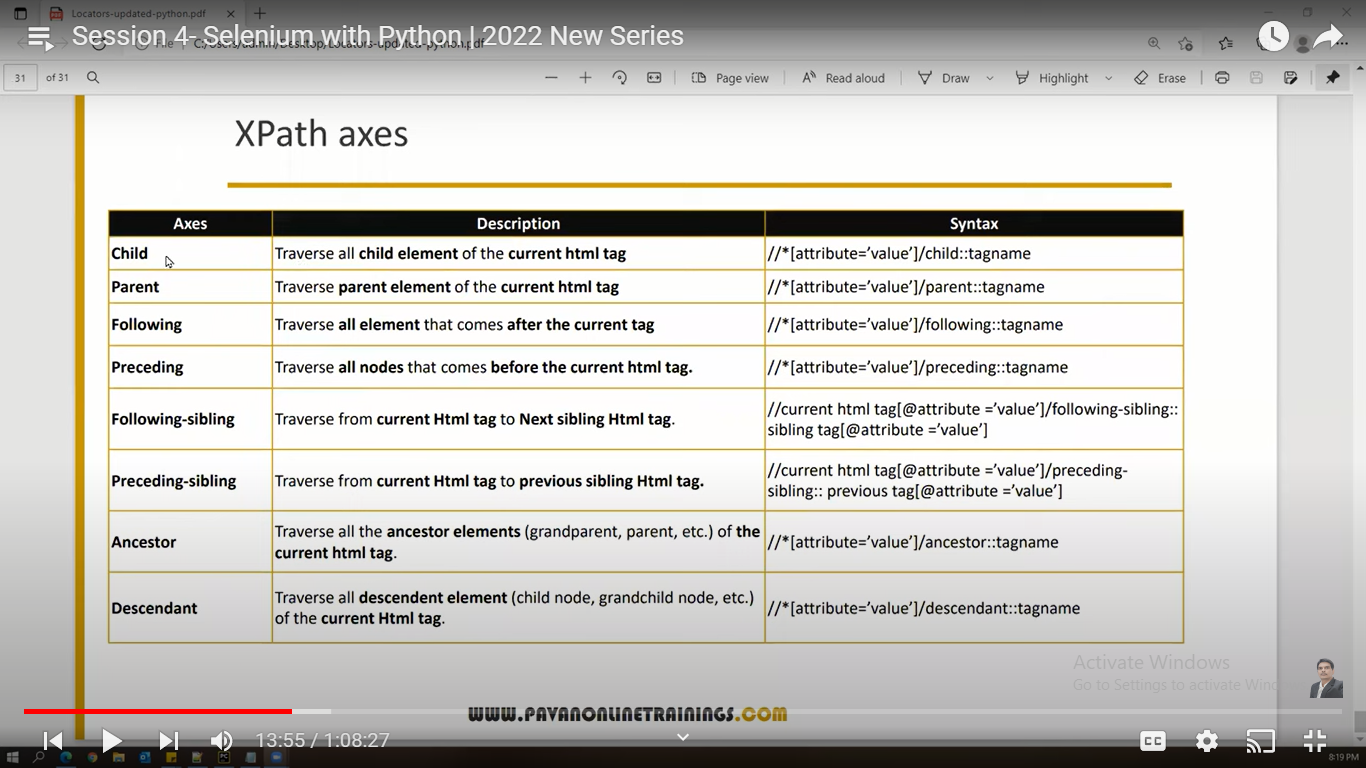 Locators-updated-python.pdf
Session 4- Selenium with Python | 2022 New Series
31 of 31 Page view Read aloud Draw Highlight Erase
XPath axes
Axes Description Syntax
Child Traverse all child element of the current html tag //*[attribute='value']/child::tagname
Parent Traverse parent element of the current html tag //*[attribute='value']/parent::tagname
Following Traverse all element that comes after the current tag //*[attribute='value']/following::tagname
Preceding Traverse all nodes that comes before the current html tag. //*[attribute='value']/preceding::tagname
Following-sibling Traverse from current Html tag to Next sibling Html tag. //current html tag[@attribute ='value']/following-sibling::
sibling tag[@attribute ='value']
Preceding-sibling Traverse from current Html tag to previous sibling Html tag. //current html tag[@attribute ='value']/preceding-
sibling:: previous tag[@attribute ='value']
Ancestor Traverse all the ancestor elements (grandparent, parent, etc.) of the
current html tag. //*[attribute='value']/ancestor::tagname
Descendant Traverse all descendent element (child node, grandchild node, etc.)
of the current Html tag. //*[attribute='value']/descendant::tagname
Activate Windows
Go to Settings to activate
WWW.PAVANONLINETRAININGS.COM
13:55 / 1:08:27
CC
8:19 PM